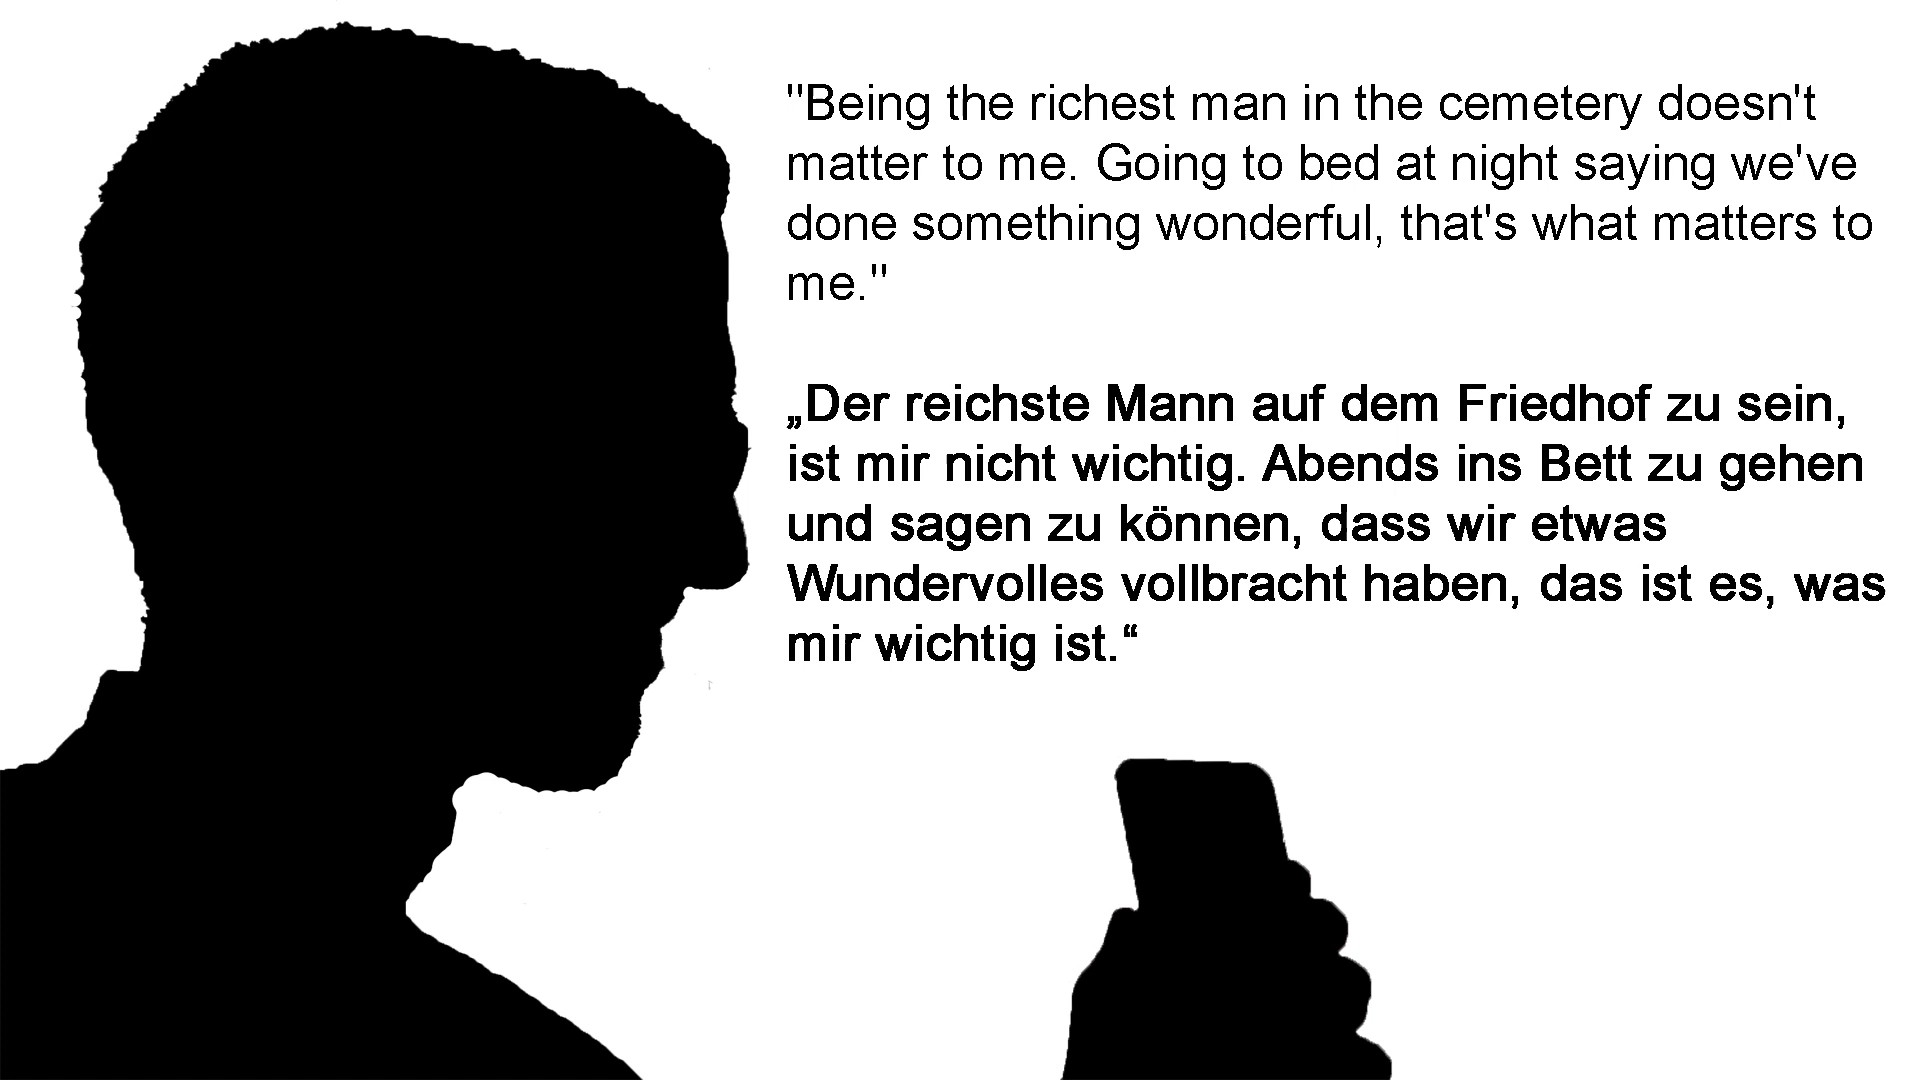 "Being the richest man in the cemetery doesn't
matter to me. Going to bed at night saying we've
done something wonderful, that's what matters to
me."
„Der reichste Mann auf dem Friedhof zu sein,
ist mir nicht wichtig. Abends ins Bett zu gehen
und sagen zu können, dass wir etwas
Wundervolles vollbracht haben, das ist es, was
mir wichtig ist.“